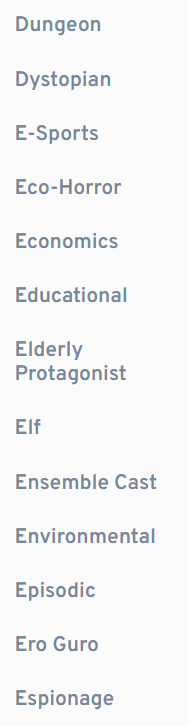 Dungeon
Dystopian
E-Sports
Eco-Horror
Economics
Educational
Elderly
Protagonist
Elf
Ensemble Cast
Environmental
Episodic
Ero Guro
Espionage